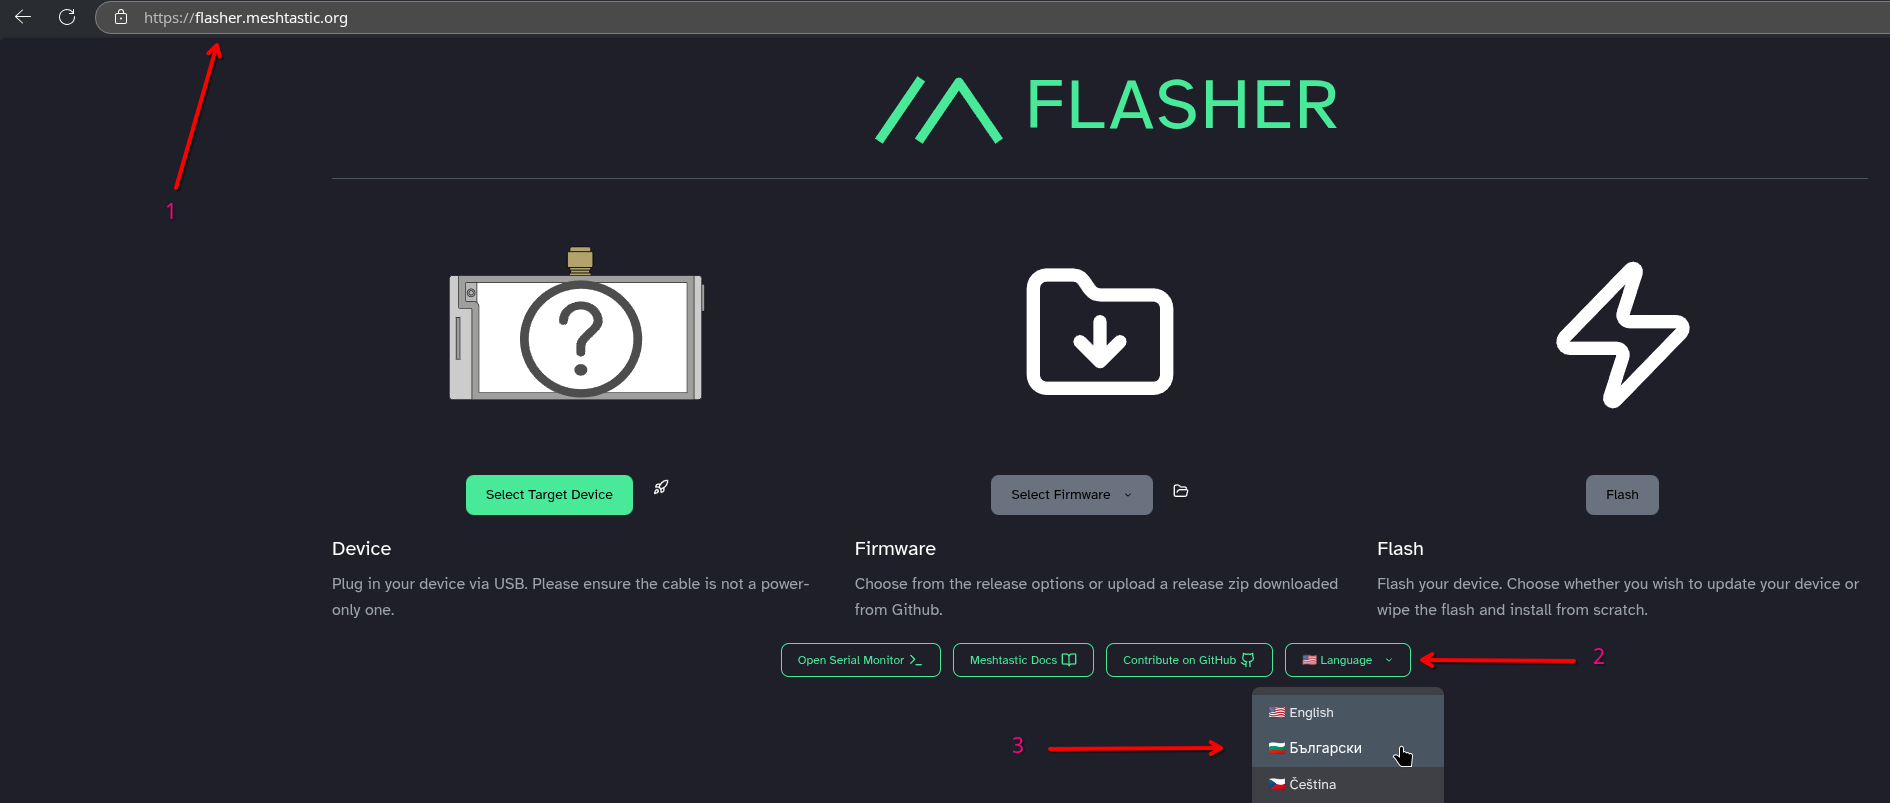 https://flasher.meshtastic.org
1
FLASHER
?
Select Target Device
Select Firmware
Flash
Device
Plug in your device via USB. Please ensure the cable is not a power-
only one.
Firmware
Choose from the release options or upload a release zip downloaded
from Github.
Flash
Flash your device. Choose whether you wish to update your device or
wipe the flash and install from scratch.
Open Serial Monitor
Meshtastic Docs
Contribute on GitHub
🇺🇸 Language
2
🇺🇸 English
3
🇧🇬 Български
🇨🇿 Čeština